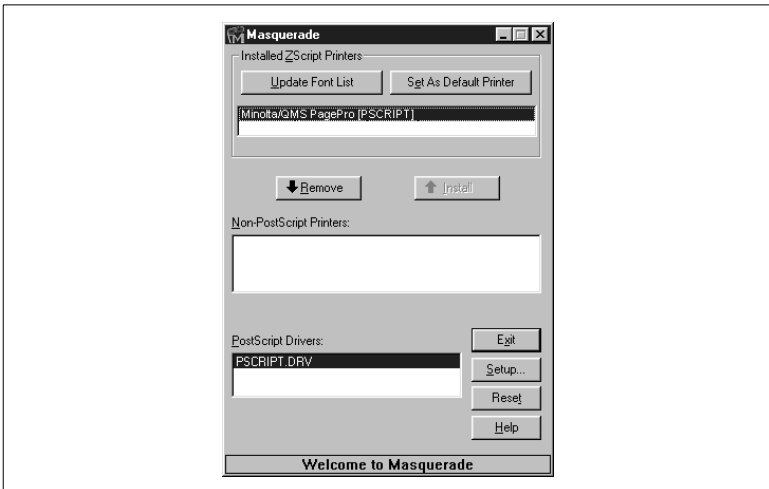 Masquerade
Installed ZScript Printers
Update Font List
Set As Default Printer
Minolta/QMS PagePro [PSCRIPT]
Remove
Install
Non-PostScript Printers:
PostScript Drivers:
PSCRIPT.DRV
Exit
Setup...
Reset
Help
Welcome to Masquerade